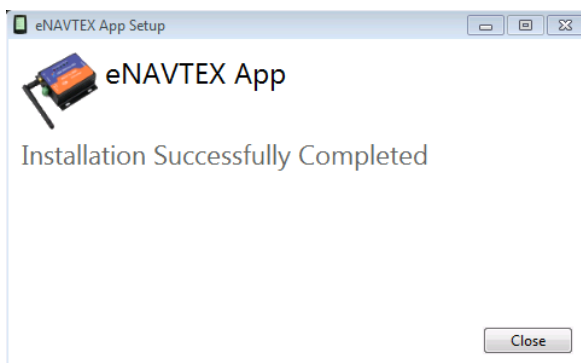 eNAVTEX App Setup
eNAVTEX App
Installation Successfully Completed
Close